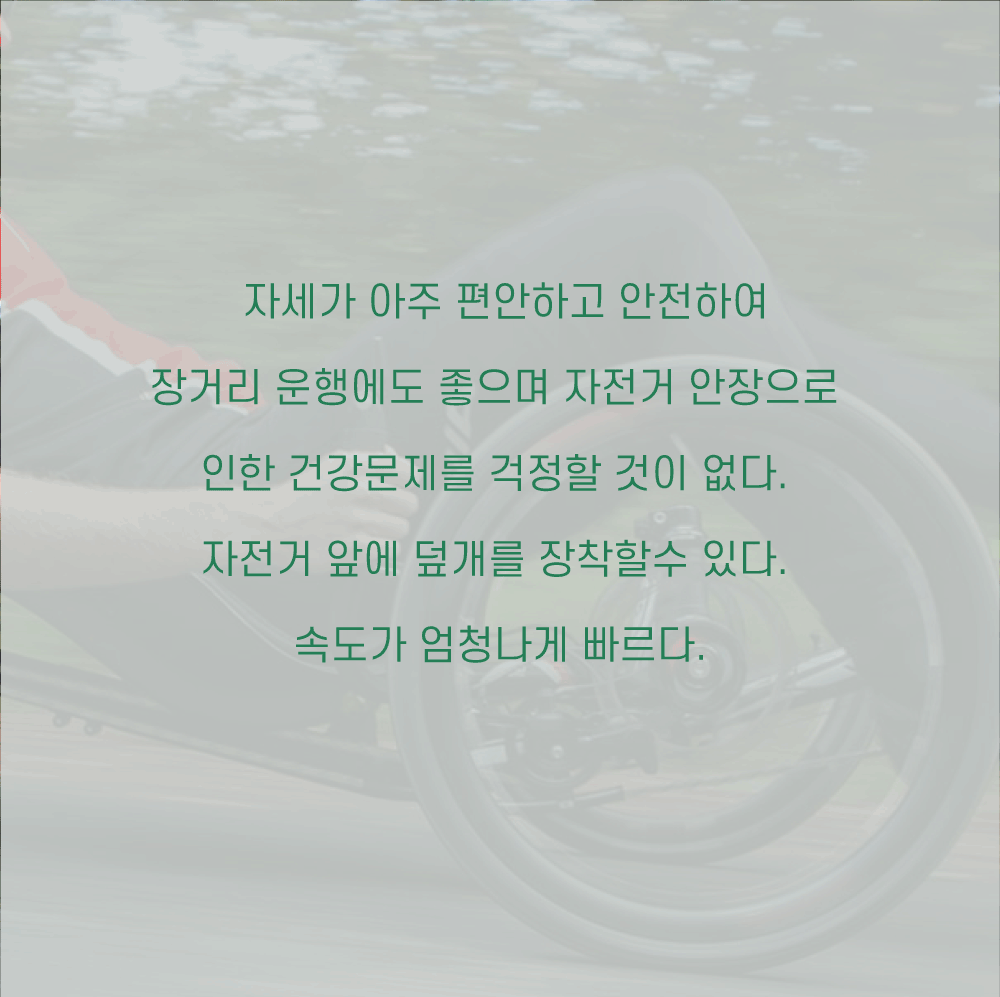 자세가 아주 편안하고 안전하여
장거리 운행에도 좋으며 자전거 안장으로
인한 건강문제를 걱정할 것이 없다.
자전거 앞에 덮개를 장착할수 있다.
속도가 엄청나게 빠르다.